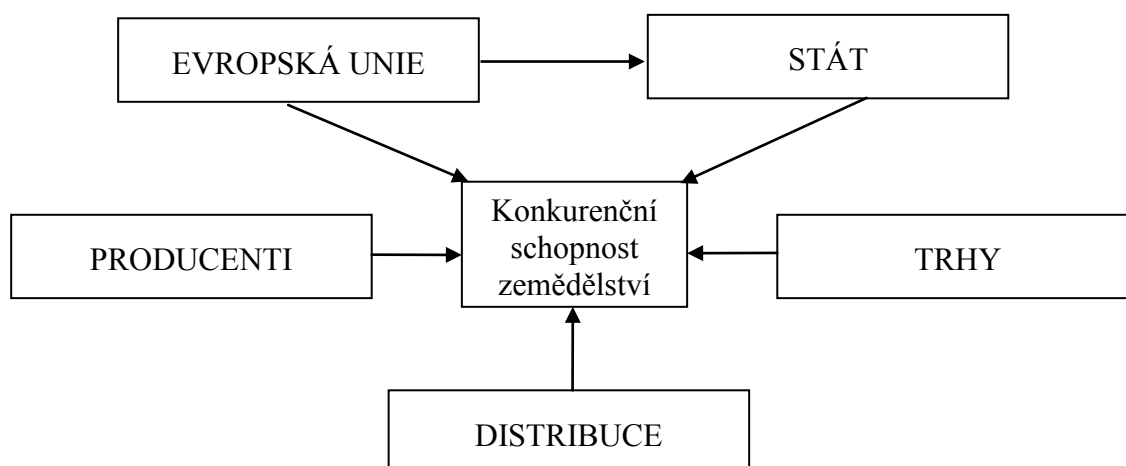 EVROPSKÁ UNIE
STÁT
PRODUCENTI
Konkurenční
schopnost
zemědělství
TRHY
DISTRIBUCE